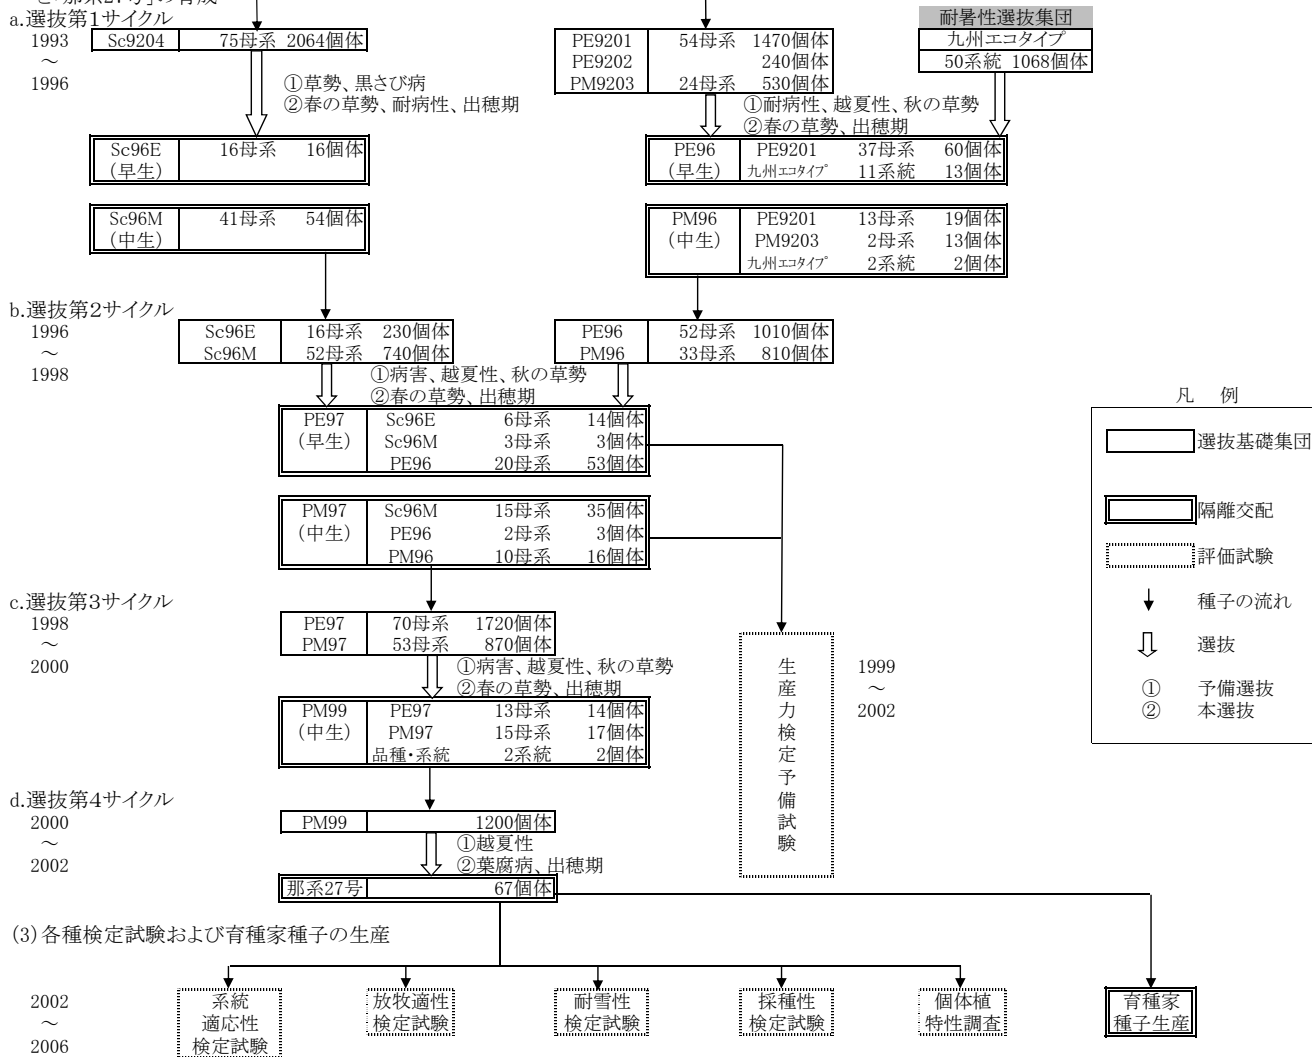 「那系27号」の育成
a.選抜第1サイクル
1993
～
1996
Sc9204 75母系 2064個体
①草勢、黒さび病
②春の草勢、耐病性、出穂期
PE9201 54母系 1470個体
PE9202 240個体
PM9203 24母系 530個体
耐暑性選抜集団
九州エコタイプ
50系統 1068個体
①耐病性、越夏性、秋の草勢
②春の草勢、出穂期
Sc96E 16母系 16個体
(早生)
PE96 PE9201 37母系 60個体
(早生) 九州エコタイプ 11系統 13個体
Sc96M 41母系 54個体
(中生)
PM96 PE9201 13母系 19個体
(中生) PM9203 2母系 13個体
九州エコタイプ 2系統 2個体
b.選抜第2サイクル
1996
～
1998
Sc96E 16母系 230個体
Sc96M 52母系 740個体
PE96 52母系 1010個体
PM96 33母系 810個体
①病害、越夏性、秋の草勢
②春の草勢、出穂期
PE97 Sc96E 6母系 14個体
(早生) Sc96M 3母系 3個体
PE96 20母系 53個体
PM97 Sc96M 15母系 35個体
(中生) PE96 2母系 3個体
PM96 10母系 16個体
凡 例
選抜基礎集団
隔離交配
評価試験
種子の流れ
選抜
① 予備選抜
② 本選抜
c.選抜第3サイクル
1998
～
2000
PE97 70母系 1720個体
PM97 53母系 870個体
①病害、越夏性、秋の草勢
②春の草勢、出穂期
PM99 PE97 13母系 14個体
(中生) PM97 15母系 17個体
品種・系統 2系統 2個体
生産力検定予備試験
1999
～
2002
d.選抜第4サイクル
2000
～
2002
PM99 1200個体
①越夏性
②葉腐病、出穂期
那系27号 67個体
(3)各種検定試験および育種家種子の生産
2002
～
2006
系統
適応性
検定試験
放牧適性
検定試験
耐雪性
検定試験
採種性
検定試験
個体植
特性調査
育種家
種子生産